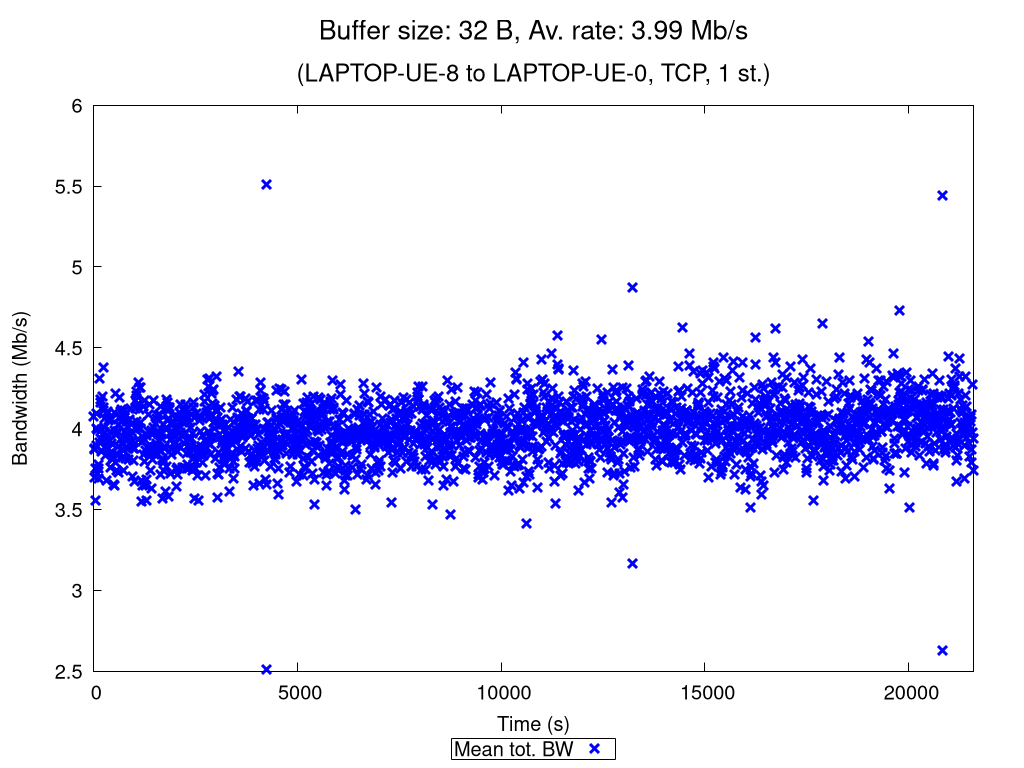 Buffer size: 32 B, Av. rate: 3.99 Mb/s
(LAPTOP-UE-8 to LAPTOP-UE-0, TCP, 1 st.)
6
5.5
5
4.5
4
3.5
3
2.5
Bandwidth (Mb/s)
0 5000 10000 15000 20000
Time (s)
Mean tot. BW